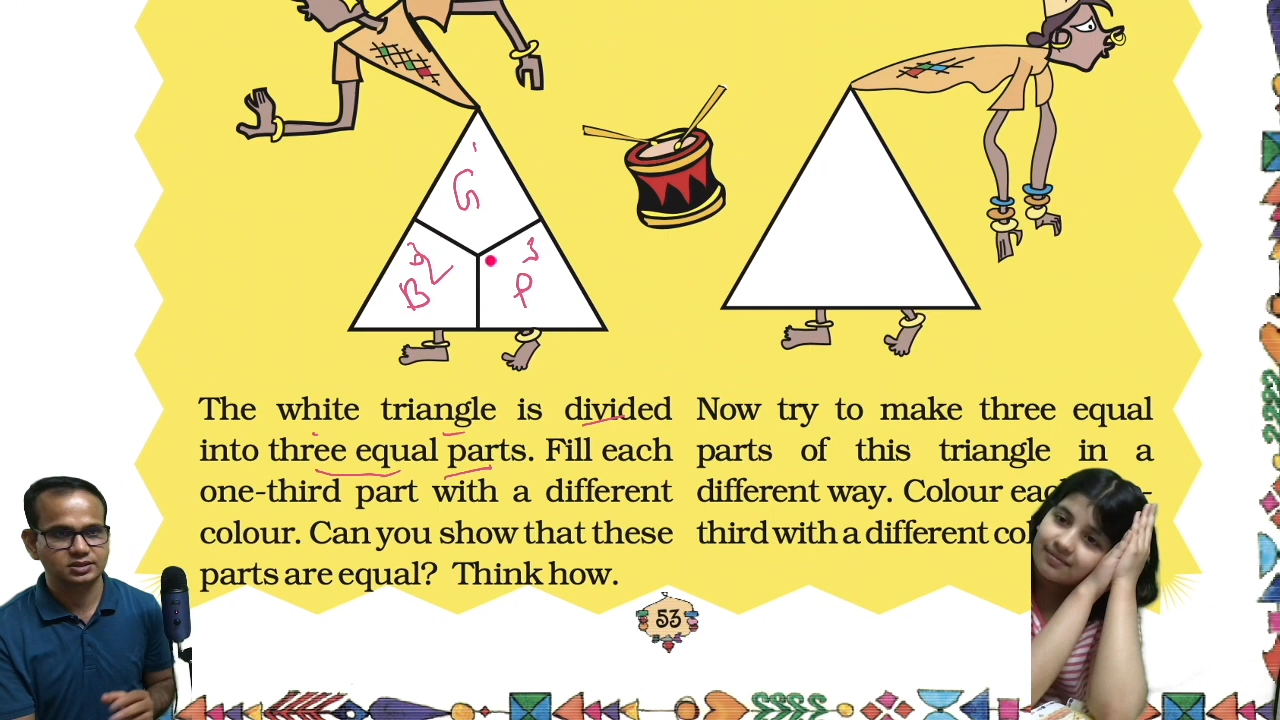 G
B 2
P 3
The white triangle is divided
into three equal parts. Fill each
one-third part with a different
colour. Can you show that these
parts are equal? Think how.
Now try to make three equal
parts of this triangle in a
different way. Colour
third with a different
53